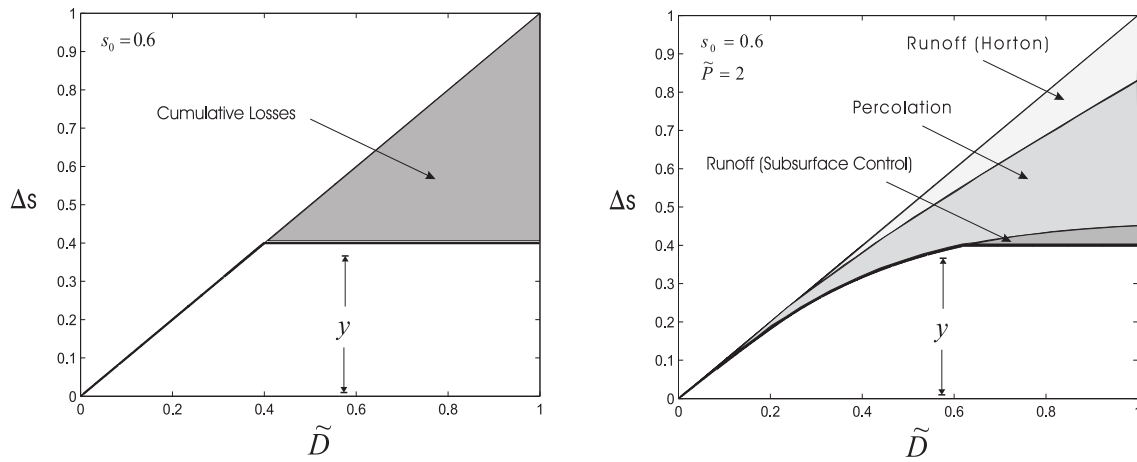 s₀ = 0.6
Cumulative Losses
y
Δs
1
0.9
0.8
0.7
0.6
0.5
0.4
0.3
0.2
0.1
0
0 0.2 0.4 0.6 0.8 1
D̃
s₀ = 0.6
P̃ = 2
Runoff (Horton)
Percolation
Runoff (Subsurface Control)
y
Δs
1
0.9
0.8
0.7
0.6
0.5
0.4
0.3
0.2
0.1
0
0 0.2 0.4 0.6 0.8 1
D̃